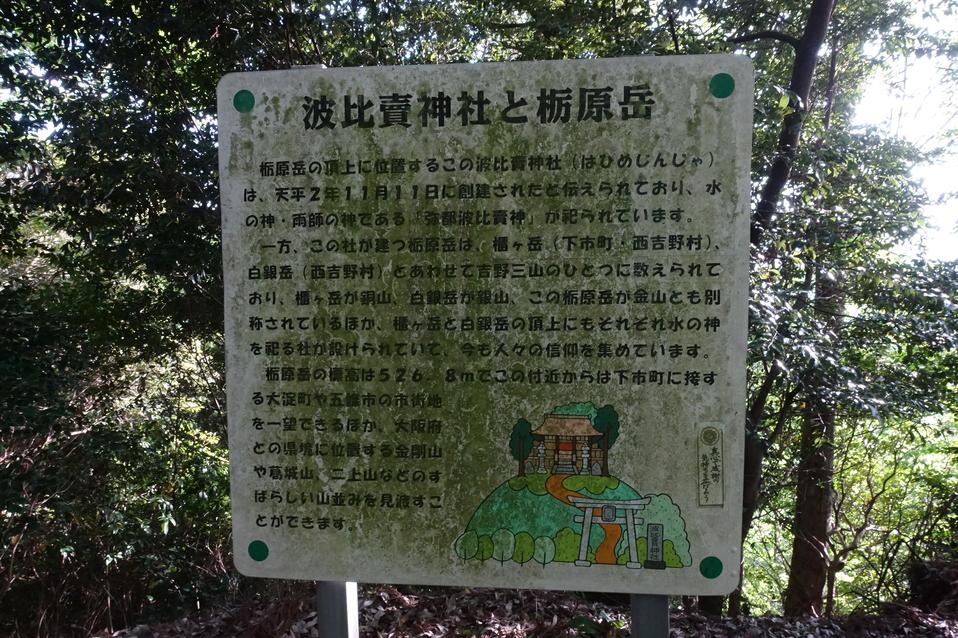 波比賣神社と栃原岳
栃原岳の頂上に位置するこの波比賣神社（はひめじんじゃ）
は、天平２年１１月１１日に創建されたと伝えられており、水
の神・雨師の神である「弥都波比賣神」が祀られています。
一方、この社が建つ栃原岳は、櫃ヶ岳（下市町・西吉野村）、
白銀岳（西吉野村）とあわせて吉野三山のひとつに数えられて
おり、櫃ヶ岳が銅山、白銀岳が銀山、この栃原岳が金山とも別
称されているほか、櫃ヶ岳と白銀岳の頂上にもそれぞれ水の神
を祀る社が設けられていて、今も人々の信仰を集めています。
栃原岳の標高は５２６．８ｍでこの付近からは下市町に接す
る大淀町や五條市の市街地
を一望できるほか、大阪府
との県境に位置する金剛山
や葛城山、二上山などのす
ばらしい山並みを見渡すこ
とができます。
波比賣神社